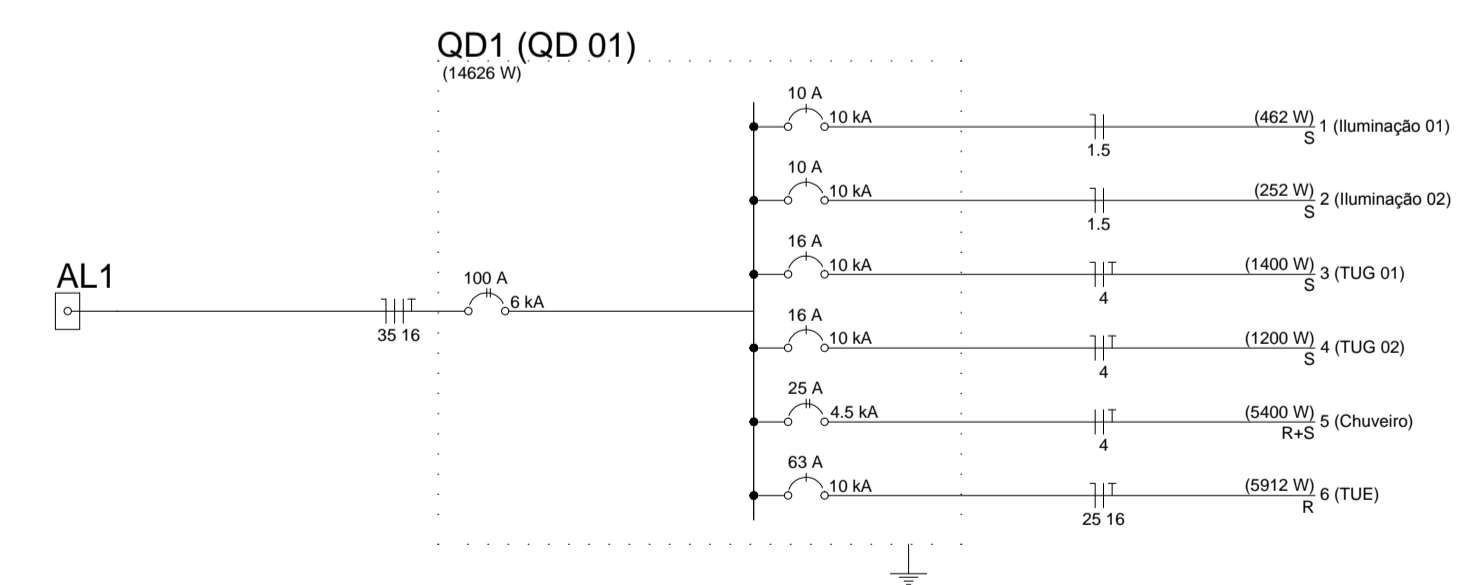 QD1 (QD 01)
(14626 W)
10 A
10 kA
1.5
(462 W)
S
1 (Iluminação 01)
10 A
10 kA
1.5
(252 W)
S
2 (Iluminação 02)
16 A
10 kA
4
(1400 W)
S
3 (TUG 01)
AL1
35 16
100 A
6 kA
16 A
10 kA
4
(1200 W)
S
4 (TUG 02)
25 A
4.5 kA
4
(5400 W)
R+S
5 (Chuveiro)
63 A
10 kA
25 16
(5912 W)
R
6 (TUE)